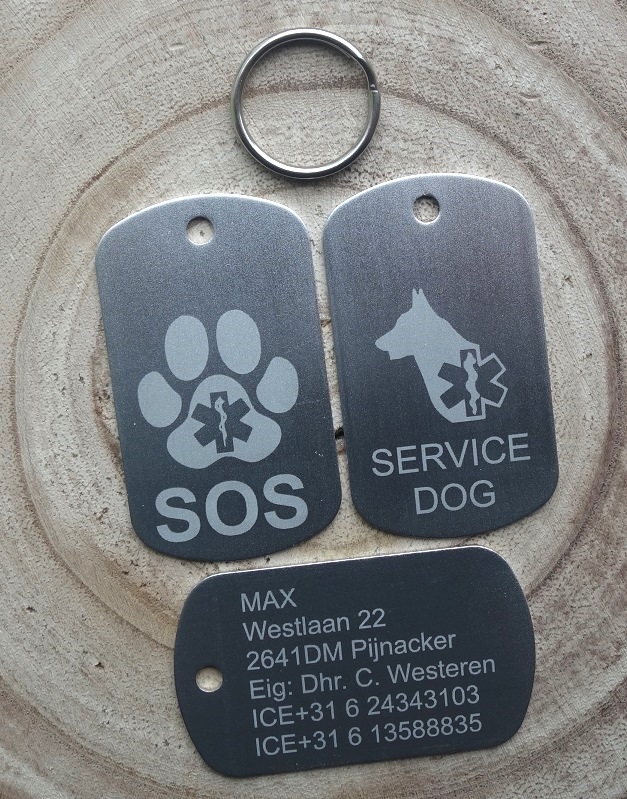 SOS
SERVICE
DOG
MAX
Westlaan 22
2641DM Pijnacker
Eig: Dhr. C. Westeren
ICE+31 6 24343103
ICE+31 6 13588835